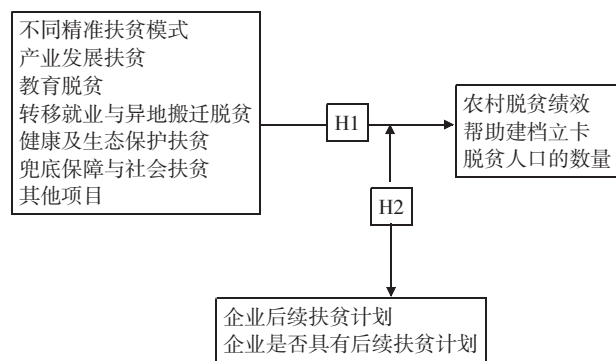 不同精准扶贫模式
产业发展扶贫
教育脱贫
转移就业与异地搬迁脱贫
健康及生态保护扶贫
兜底保障与社会扶贫
其他项目
H1
农村脱贫绩效
帮助建档立卡
脱贫人口的数量
H2
企业后续扶贫计划
企业是否具有后续扶贫计划